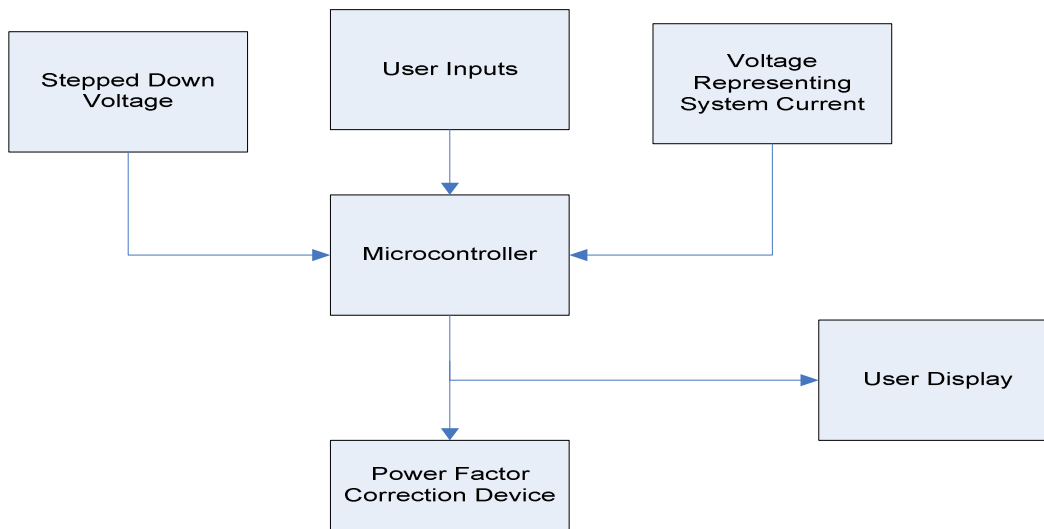 Stepped Down
Voltage
User Inputs
Voltage
Representing
System Current
Microcontroller
User Display
Power Factor
Correction Device